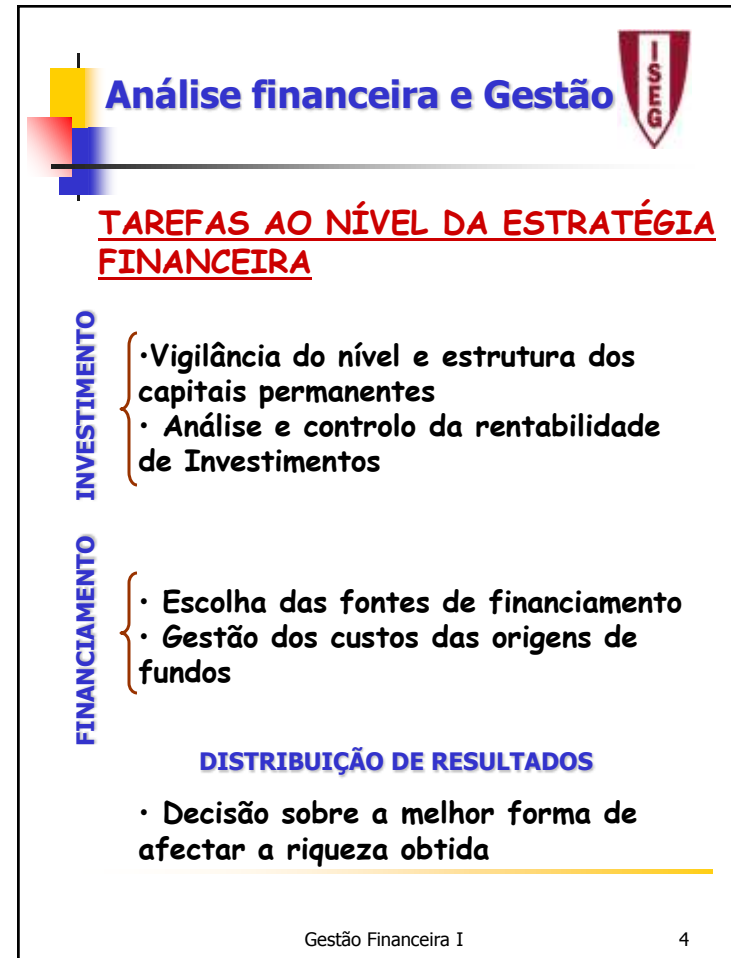 Análise financeira e Gestão
ISEG
TAREFAS AO NÍVEL DA ESTRATÉGIA
FINANCEIRA
INVESTIMENTO
•Vigilância do nível e estrutura dos
capitais permanentes
• Análise e controlo da rentabilidade
de Investimentos
FINANCIAMENTO
• Escolha das fontes de financiamento
• Gestão dos custos das origens de
fundos
DISTRIBUIÇÃO DE RESULTADOS
• Decisão sobre a melhor forma de
afectar a riqueza obtida
Gestão Financeira I
4